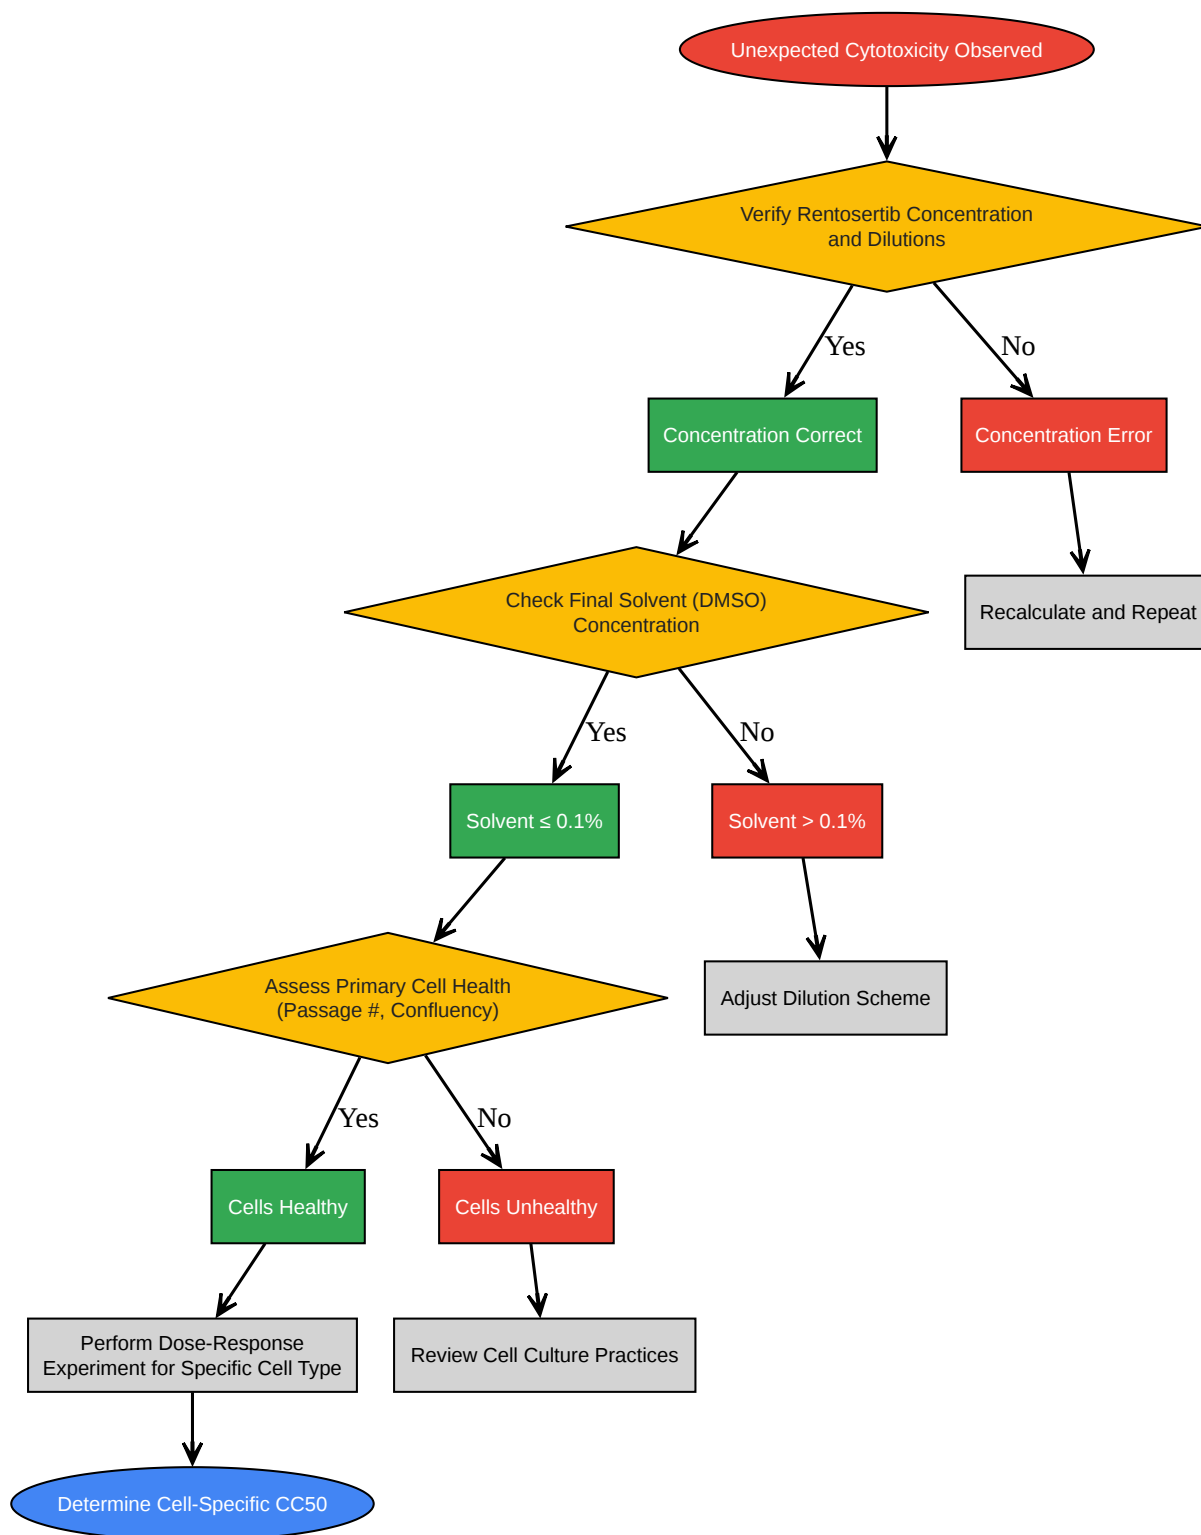 Unexpected Cytotoxicity Observed
Verify Rentosertib Concentration
and Dilutions
Yes
No
Concentration Correct
Concentration Error
Check Final Solvent (DMSO)
Concentration
Recalculate and Repeat
Yes
No
Solvent ≤ 0.1%
Solvent > 0.1%
Assess Primary Cell Health
(Passage #, Confluency)
Adjust Dilution Scheme
Yes
No
Cells Healthy
Cells Unhealthy
Perform Dose-Response
Experiment for Specific Cell Type
Review Cell Culture Practices
Determine Cell-Specific CC50